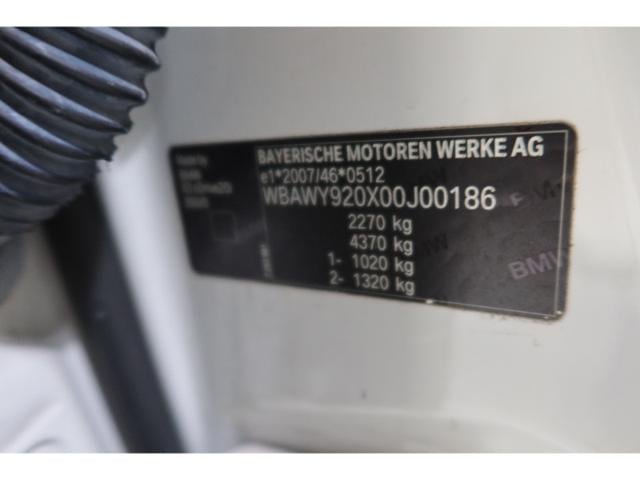 BAYERISCHE MOTOREN WERKE AG
e1*2007/46*0512
WBAWY920X00J00186
2270 kg
4370 kg
1- 1020 kg
2- 1320 kg
BMW